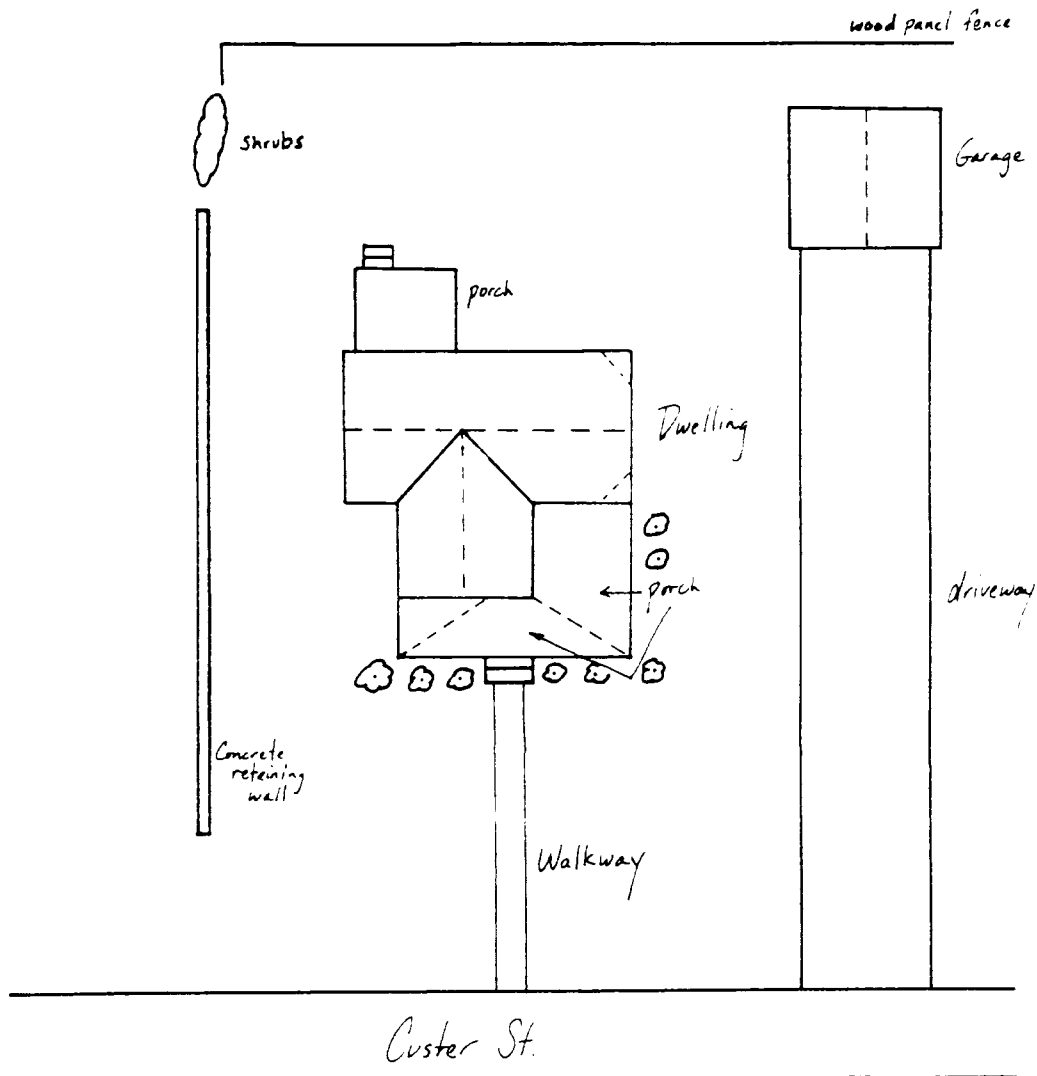 wood panel fence
shrubs
Garage
porch
Dwelling
porch
driveway
Concrete
retaining
wall
Walkway
Custer St.